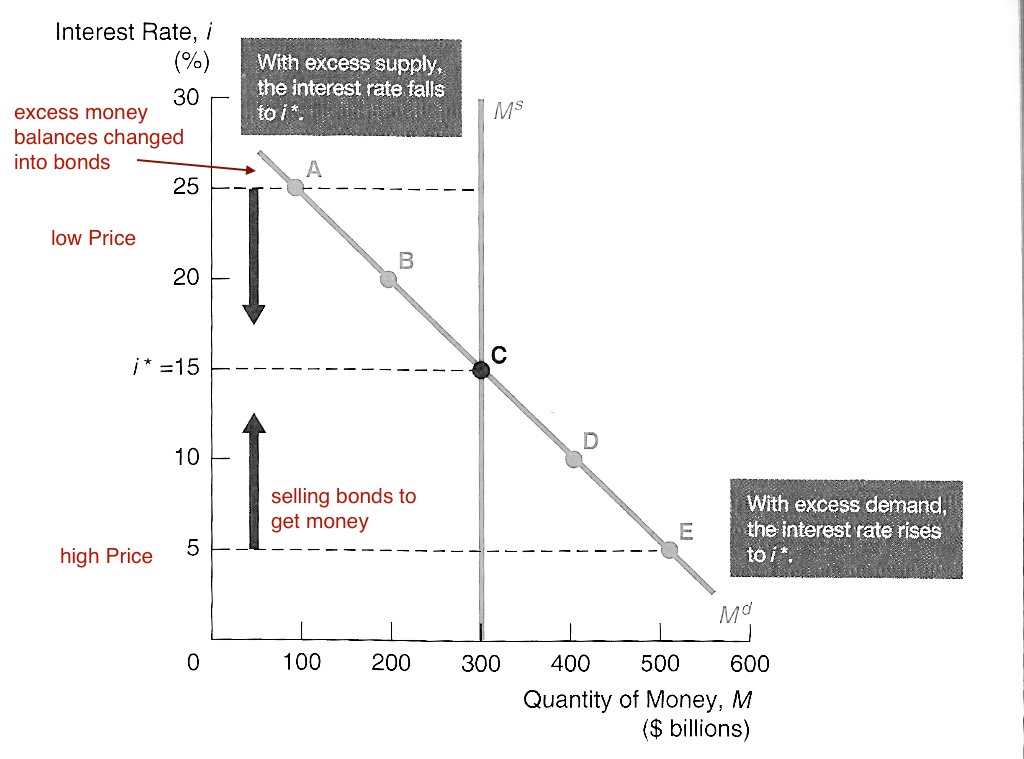 Interest Rate, i
(%)
With excess supply,
the interest rate falls
to i*.
30
Mˢ
excess money
balances changed
into bonds
A
25
low Price
B
20
C
i* =15
D
10
selling bonds to
get money
With excess demand,
the interest rate rises
to i*.
E
high Price
5
Mᵈ
0
100
200
300
400
500
600
Quantity of Money, M
($ billions)